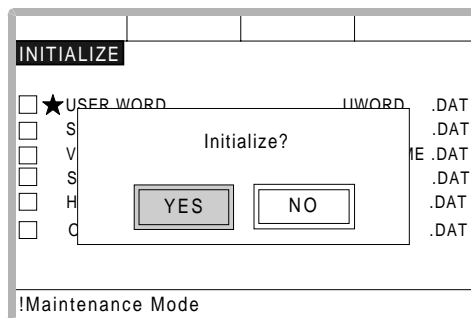 INITIALIZE
★USER WORD UWORD .DAT
S .DAT
V ME .DAT
S .DAT
H .DAT
C .DAT
Initialize?
YES NO
!Maintenance Mode